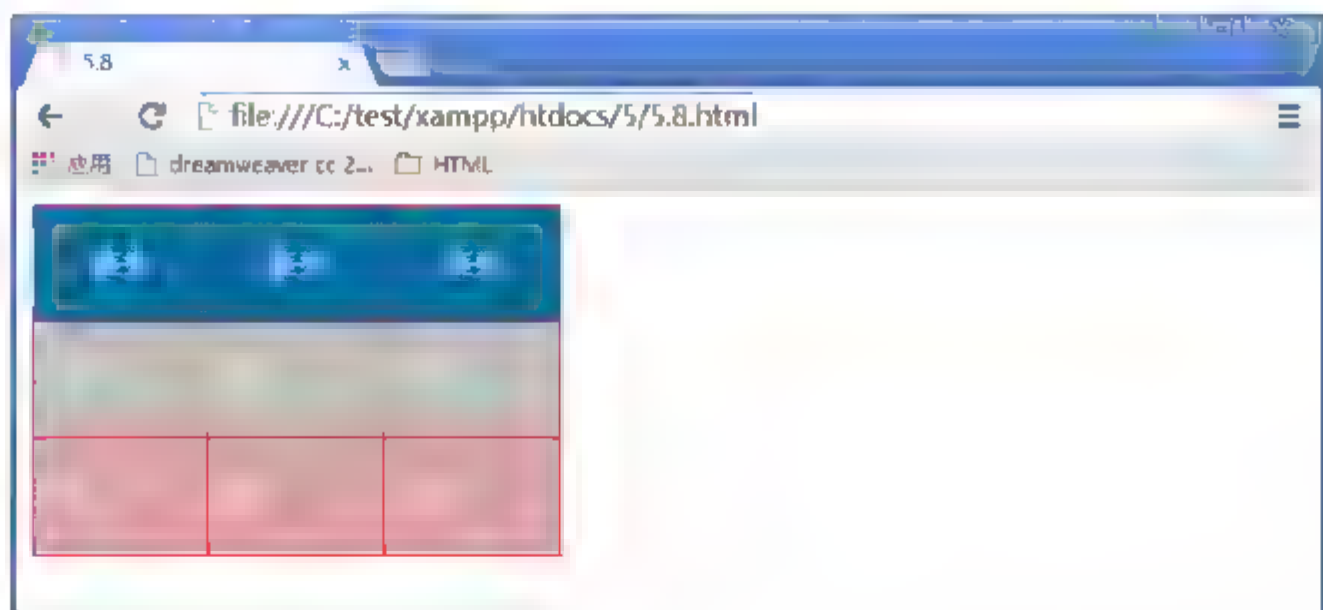 5.8
file:///C:/test/xampp/htdocs/5/5.8.html
应用 dreamweaver cc 2... HTML